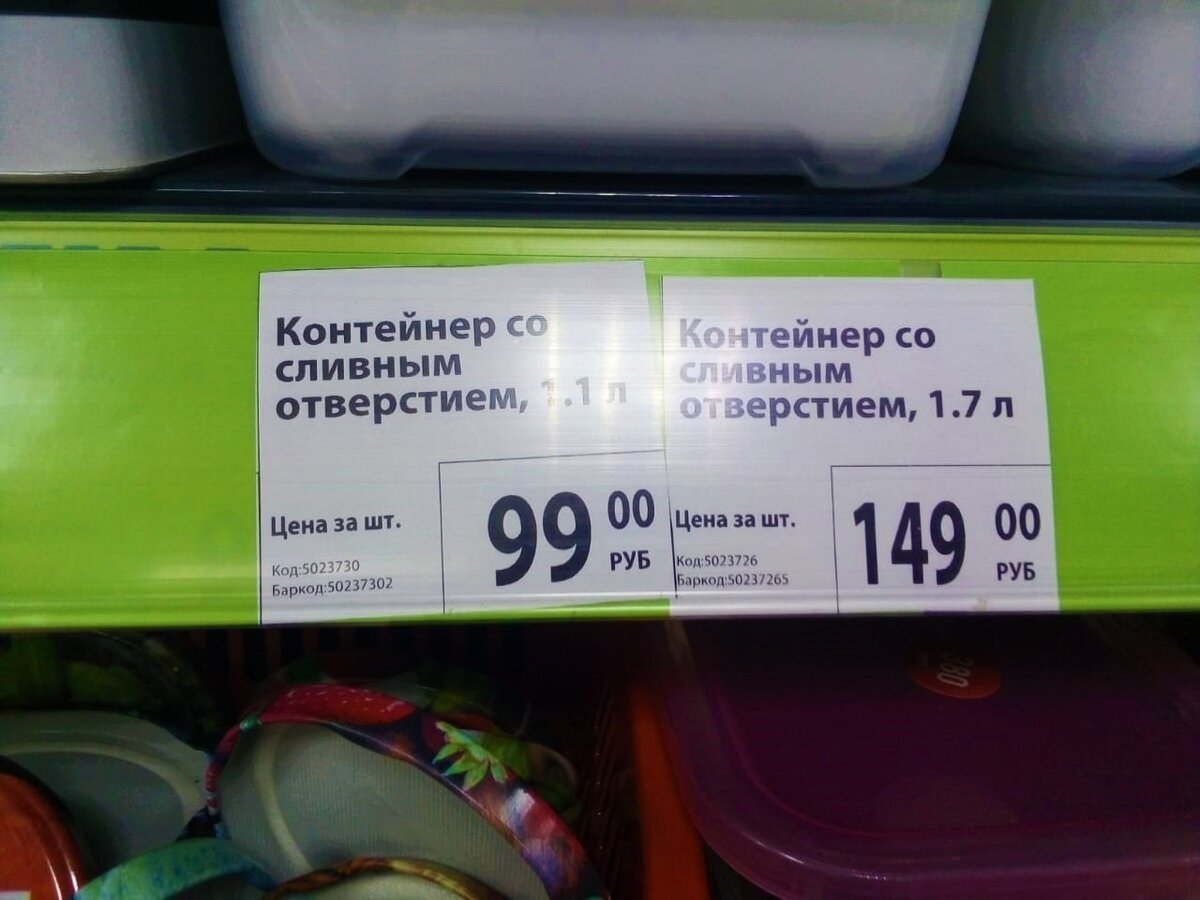 Контейнер со
сливным
отверстием, 1.1 л
Цена за шт.
99 00
РУБ
Код:5023730
Баркод:50237302
Контейнер со
сливным
отверстием, 1.7 л
Цена за шт.
149 00
РУБ
Код:5023726
Баркод:50237265